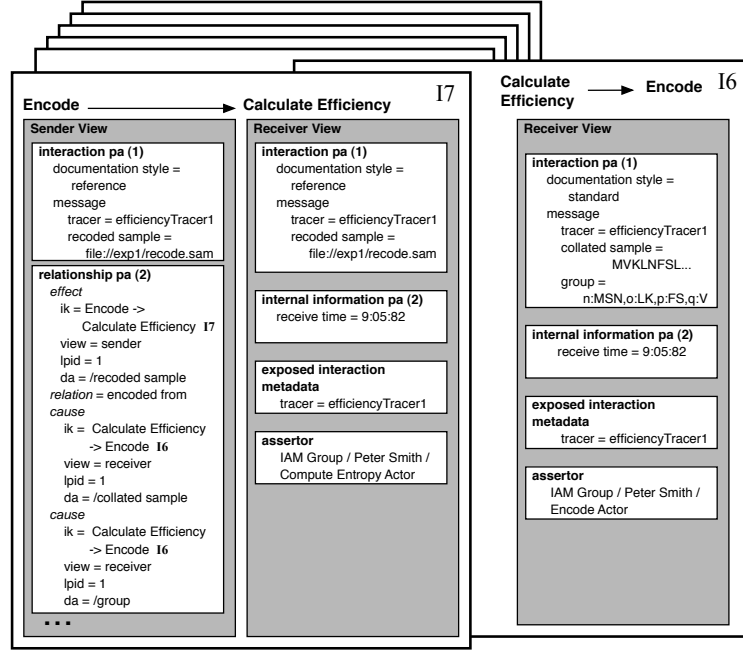 I7
Encode
Calculate Efficiency
Sender View
interaction pa (1)
documentation style =
reference
message
tracer = efficiencyTracer1
recoded sample =
file://exp1/recode.sam
relationship pa (2)
effect
ik = Encode ->
Calculate Efficiency I7
view = sender
lpid = 1
da = /recoded sample
relation = encoded from
cause
ik = Calculate Efficiency
-> Encode I6
view = receiver
lpid = 1
da = /collated sample
cause
ik = Calculate Efficiency
-> Encode I6
view = receiver
lpid = 1
da = /group
...
Receiver View
interaction pa (1)
documentation style =
reference
message
tracer = efficiencyTracer1
recoded sample =
file://exp1/recode.sam
internal information pa (2)
receive time = 9:05:82
exposed interaction
metadata
tracer = efficiencyTracer1
assertor
IAM Group / Peter Smith /
Compute Entropy Actor
I6
Calculate
Efficiency
Encode
Receiver View
interaction pa (1)
documentation style =
standard
message
tracer = efficiencyTracer1
collated sample =
MVKLNFSL...
group =
n:MSN,o:LK,p:FS,q:V
internal information pa (2)
receive time = 9:05:82
exposed interaction
metadata
tracer = efficiencyTracer1
assertor
IAM Group / Peter Smith /
Encode Actor